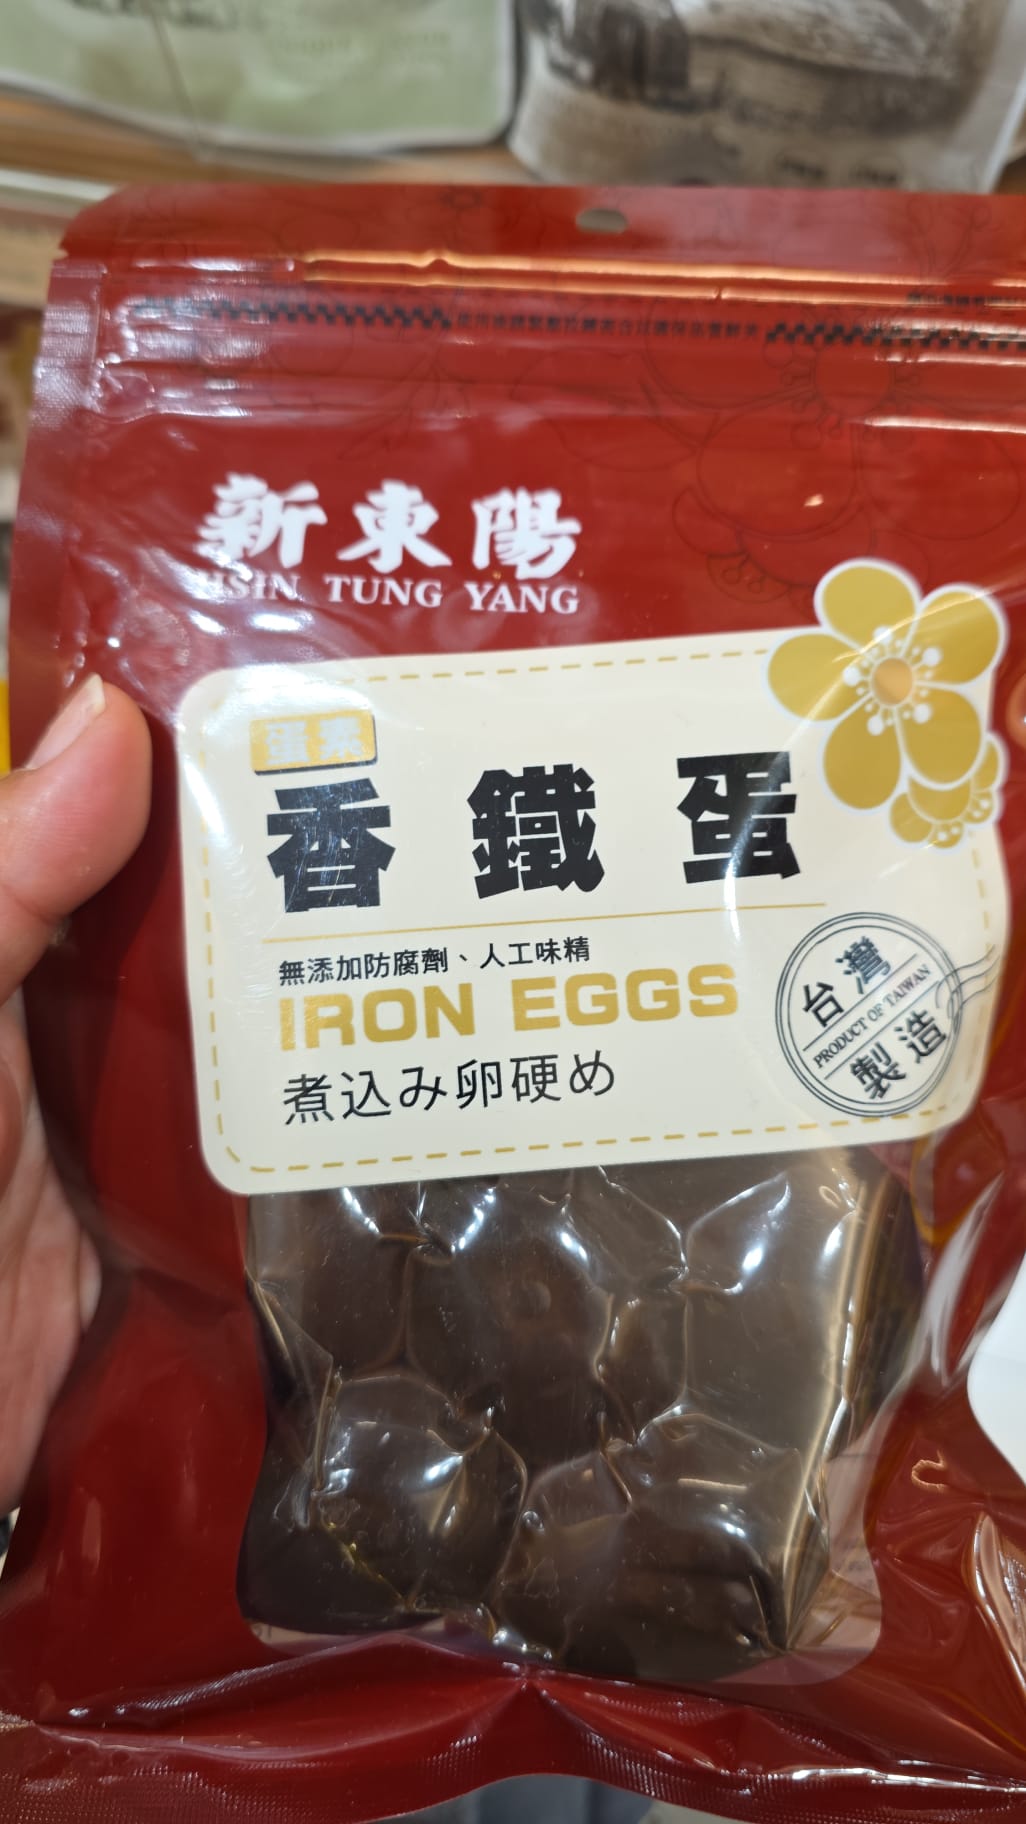 新東陽
HSIN TUNG YANG
蛋素
香鐵蛋
無添加防腐劑、人工味精
IRON EGGS
煮込み卵硬め
台灣
PRODUCT OF TAIWAN
製造